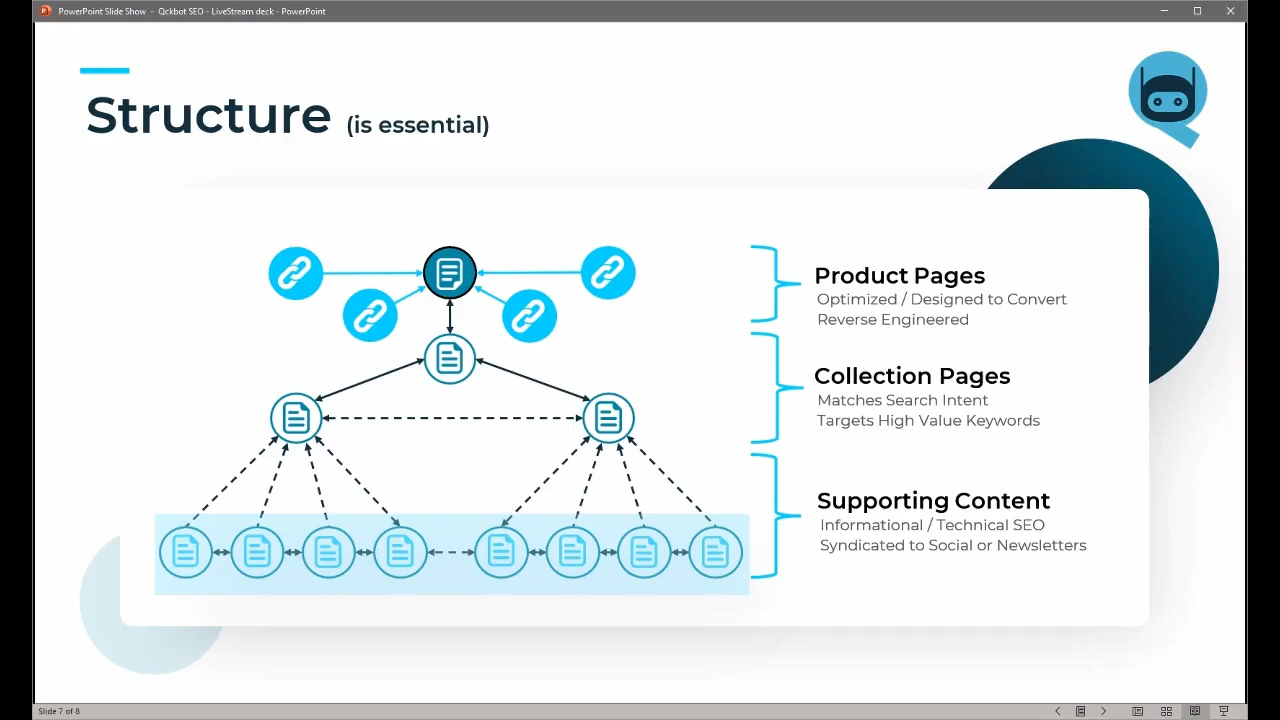 PowerPoint Slide Show - Qckbot SEO - LiveStream deck - PowerPoint
Structure (is essential)
Product Pages
Optimized / Designed to Convert
Reverse Engineered
Collection Pages
Matches Search Intent
Targets High Value Keywords
Supporting Content
Informational / Technical SEO
Syndicated to Social or Newsletters
Slide 7 of 8